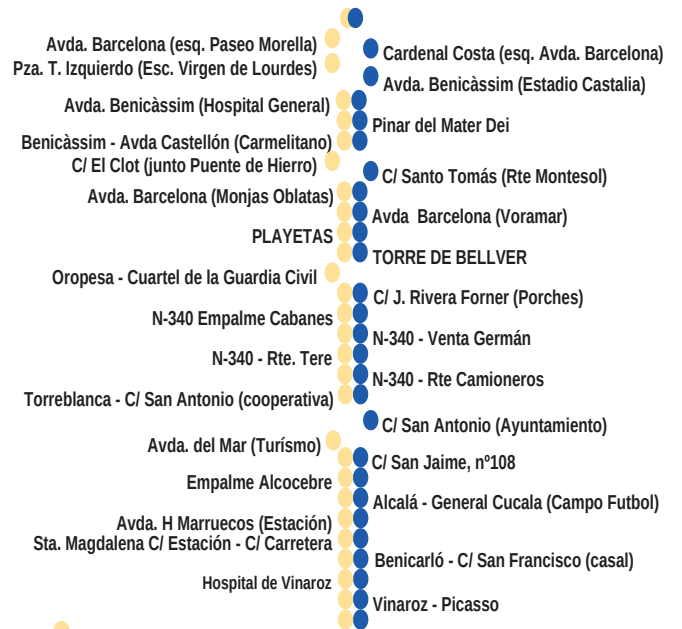 Avda. Barcelona (esq. Paseo Morella)
Cardenal Costa (esq. Avda. Barcelona)
Pza. T. Izquierdo (Esc. Virgen de Lourdes)
Avda. Benicàssim (Estadio Castalia)
Avda. Benicàssim (Hospital General)
Pinar del Mater Dei
Benicàssim - Avda Castellón (Carmelitano)
C/ El Clot (junto Puente de Hierro)
C/ Santo Tomás (Rte Montesol)
Avda. Barcelona (Monjas Oblatas)
Avda Barcelona (Voramar)
PLAYETAS
TORRE DE BELLVER
Oropesa - Cuartel de la Guardia Civil
C/ J. Rivera Forner (Porches)
N-340 Empalme Cabanes
N-340 - Venta Germán
N-340 - Rte. Tere
N-340 - Rte Camioneros
Torreblanca - C/ San Antonio (cooperativa)
C/ San Antonio (Ayuntamiento)
Avda. del Mar (Turísmo)
C/ San Jaime, nº108
Empalme Alcocebre
Alcalá - General Cucala (Campo Futbol)
Avda. H Marruecos (Estación)
Sta. Magdalena C/ Estación - C/ Carretera
Benicarló - C/ San Francisco (casal)
Hospital de Vinaroz
Vinaroz - Picasso